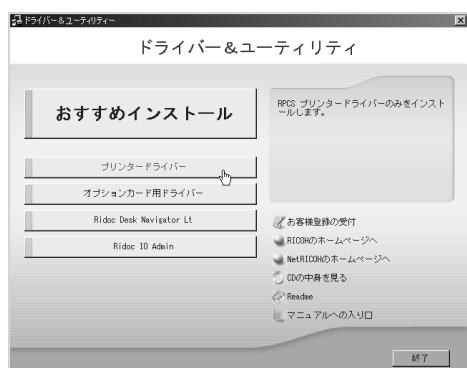 ドライバー＆ユーティリティー
ドライバー＆ユーティリティ
おすすめインストール
RPCS プリンタードライバーのみをインスト
ールします。
プリンタードライバー
オプションカード用ドライバー
Ridoc Desk Navigator Lt
Ridoc IO Admin
お客様登録の受付
RICOHのホームページへ
NetRICOHのホームページへ
CDの中身を見る
Readme
マニュアルへの入り口
終了